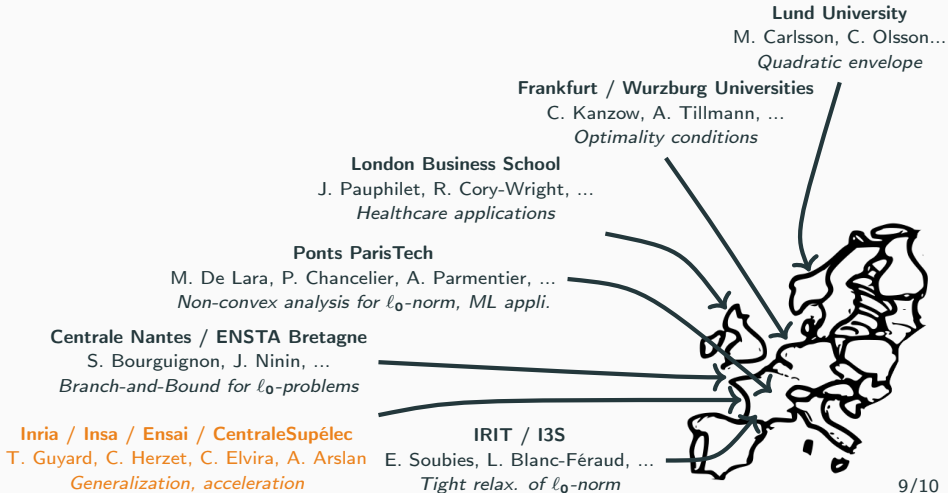 Lund University
M. Carlsson, C. Olsson...
Quadratic envelope
Frankfurt / Wurzburg Universities
C. Kanzow, A. Tillmann, ...
Optimality conditions
London Business School
J. Pauphilet, R. Cory-Wright, ...
Healthcare applications
Ponts ParisTech
M. De Lara, P. Chancelier, A. Parmentier, ...
Non-convex analysis for ℓ₀-norm, ML appli.
Centrale Nantes / ENSTA Bretagne
S. Bourguignon, J. Ninin, ...
Branch-and-Bound for ℓ₀-problems
Inria / Insa / Ensai / CentraleSupélec
T. Guyard, C. Herzet, C. Elvira, A. Arslan
Generalization, acceleration
IRIT / I3S
E. Soubies, L. Blanc-Féraud, ...
Tight relax. of ℓ₀-norm
9/10